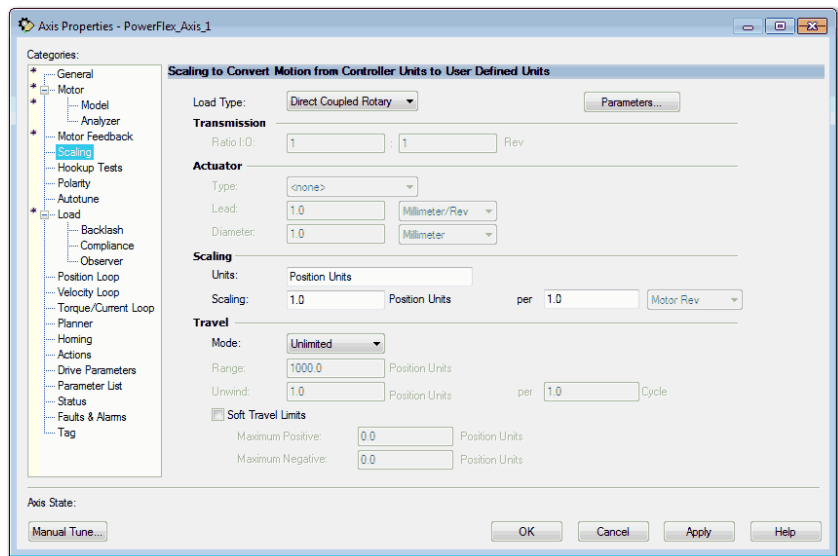 Axis Properties - PowerFlex_Axis_1
Categories:
* General
* Motor
* Model
Analyzer
* Motor Feedback
Scaling
Hookup Tests
Polarity
Autotune
* Load
Backlash
Compliance
Observer
Position Loop
Velocity Loop
Torque/Current Loop
Planner
Homing
Actions
Drive Parameters
Parameter List
Status
Faults & Alarms
Tag
Scaling to Convert Motion from Controller Units to User Defined Units
Load Type: Direct Coupled Rotary Parameters...
Transmission
Ratio I:O: 1 : 1 Rev
Actuator
Type: <none>
Lead: 1.0 Millimeter/Rev
Diameter: 1.0 Millimeter
Scaling
Units: Position Units
Scaling: 1.0 Position Units per 1.0 Motor Rev
Travel
Mode: Unlimited
Range: 1000.0 Position Units
Unwind: 1.0 Position Units per 1.0 Cycle
Soft Travel Limits
Maximum Positive: 0.0 Position Units
Maximum Negative: 0.0 Position Units
Axis State:
Manual Tune... OK Cancel Apply Help